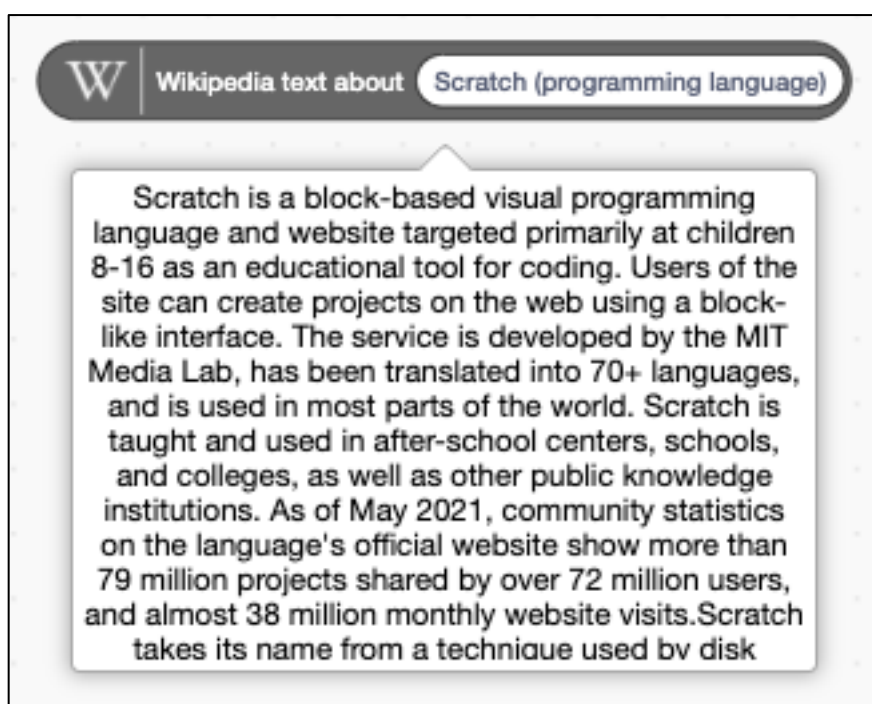 W Wikipedia text about Scratch (programming language)
Scratch is a block-based visual programming
language and website targeted primarily at children
8-16 as an educational tool for coding. Users of the
site can create projects on the web using a block-
like interface. The service is developed by the MIT
Media Lab, has been translated into 70+ languages,
and is used in most parts of the world. Scratch is
taught and used in after-school centers, schools,
and colleges, as well as other public knowledge
institutions. As of May 2021, community statistics
on the language's official website show more than
79 million projects shared by over 72 million users,
and almost 38 million monthly website visits.Scratch
takes its name from a technique used by disk